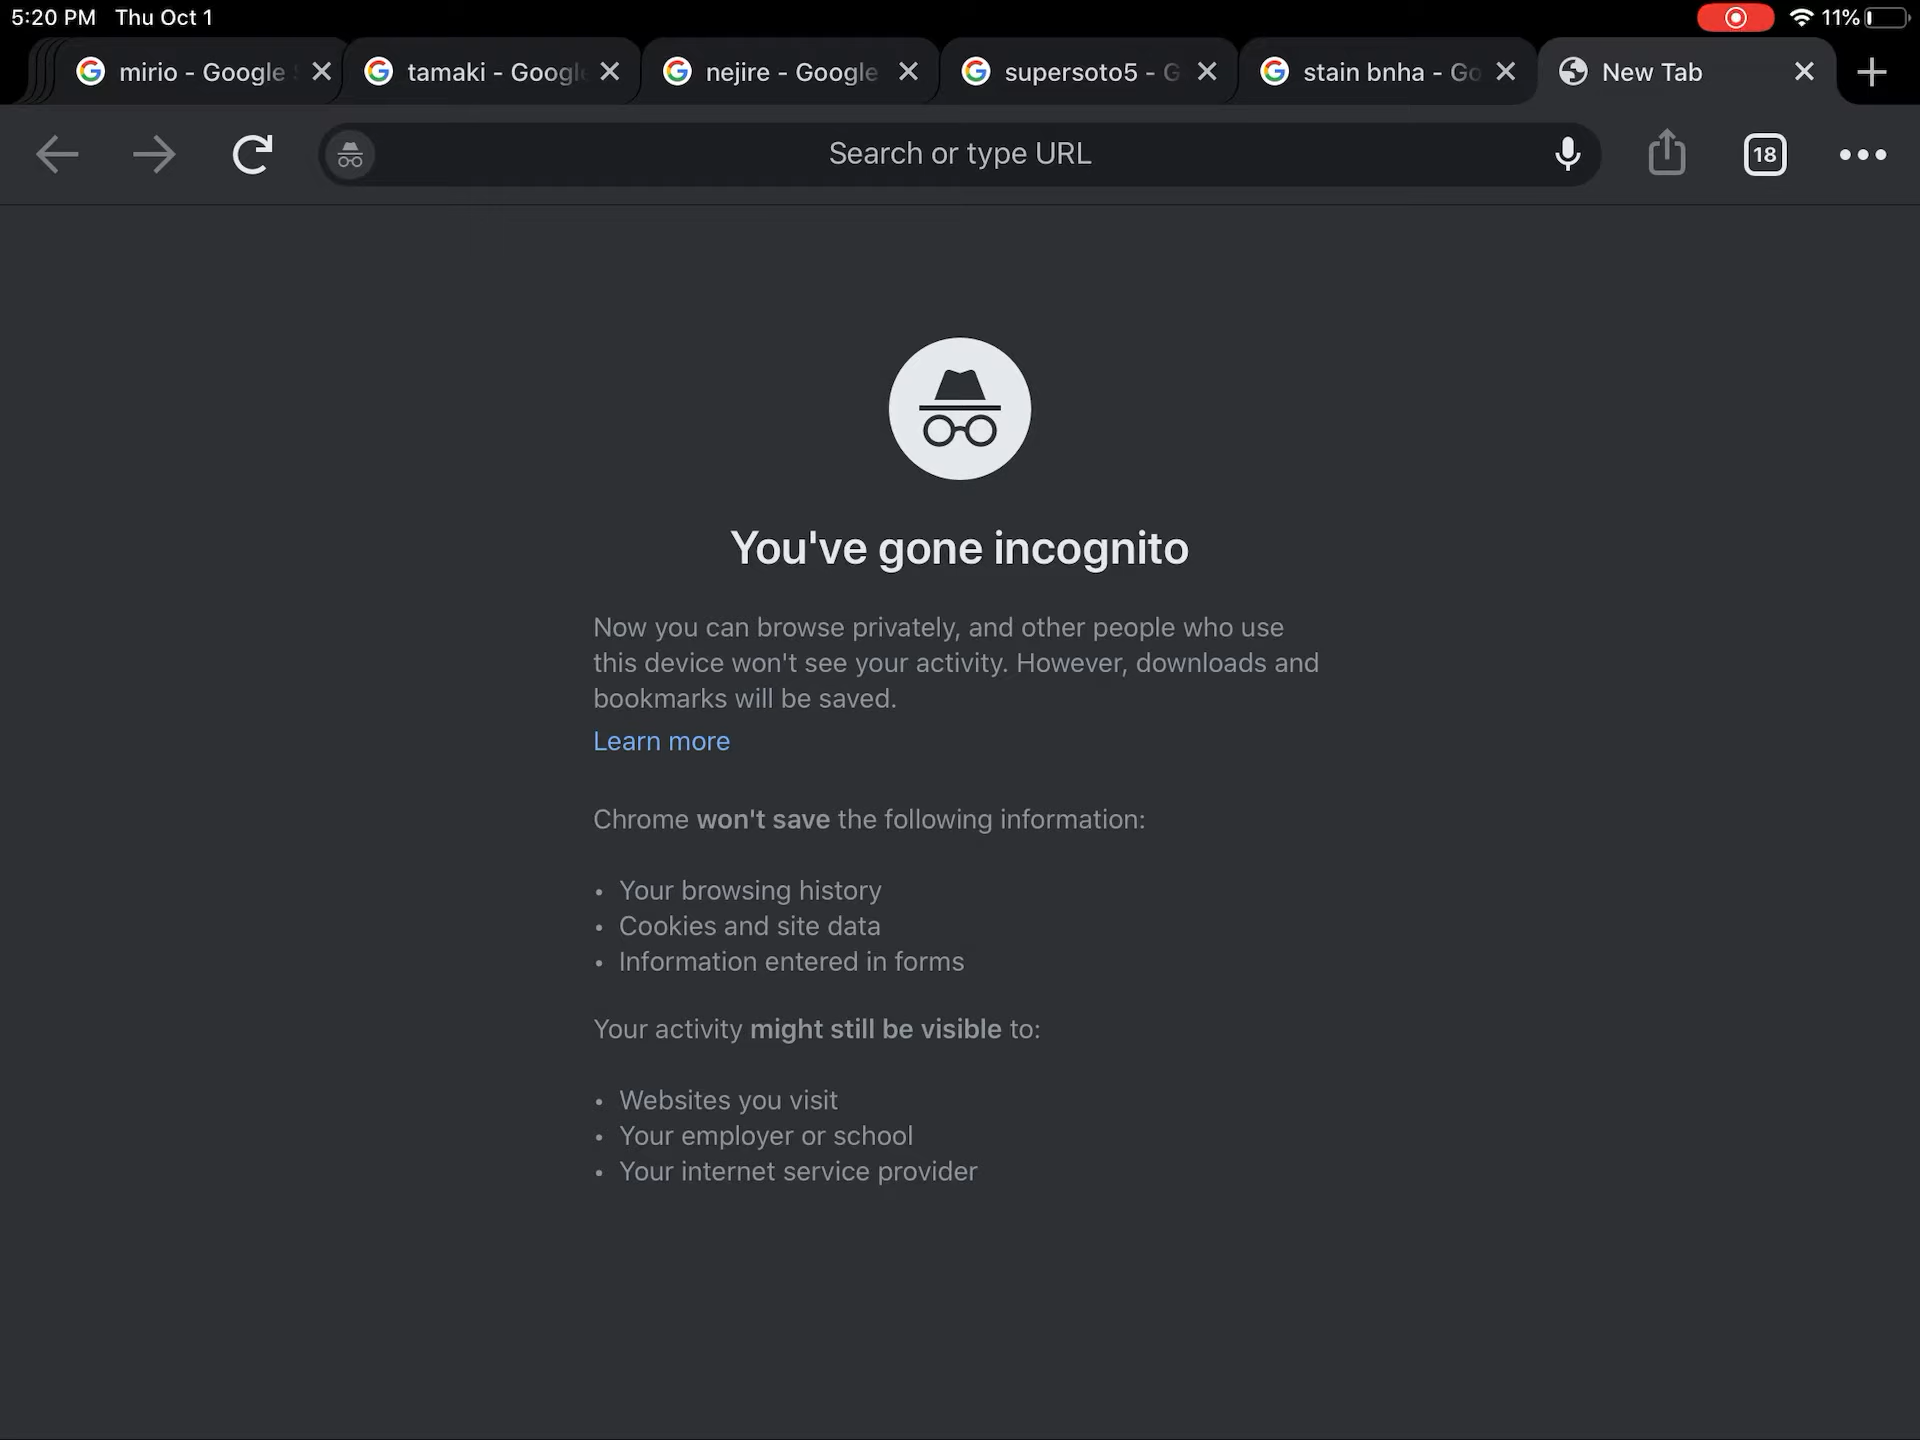 5:20 PM Thu Oct 1 11%
mirio - Google tamaki - Googl nejire - Google supersoto5 - G stain bnha - Go New Tab
Search or type URL 18
You've gone incognito
Now you can browse privately, and other people who use
this device won't see your activity. However, downloads and
bookmarks will be saved.
Learn more
Chrome won't save the following information:
• Your browsing history
• Cookies and site data
• Information entered in forms
Your activity might still be visible to:
• Websites you visit
• Your employer or school
• Your internet service provider